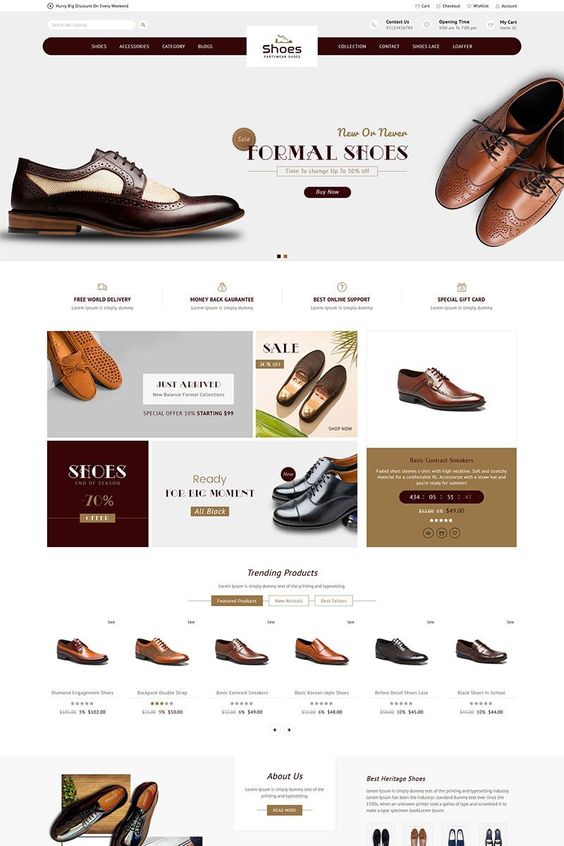 Hurry Big Discount On Every Weekend
Cart
Checkout
Wishlist
Account
Search Our Catalog
Contact Us
91123456789
Opening Time
9:00 am To 7:00 pm
My Cart
Items (0)
SHOES
ACCESSORIES
CATEGORY
BLOGS
Shoes
PARTYWEAR SHOES
COLLECTION
CONTACT
SHOES LACE
LOAFFER
New Or Never
Sale
FORMAL SHOES
Time To change Up To 50% off
Buy Now
FREE WORLD DELIVERY
Lorem Ipsum is simply dummy
MONEY BACK GAURANTEE
Lorem Ipsum is simply dummy
BEST ONLINE SUPPORT
Lorem Ipsum is simply dummy
SPECIAL GIFT CARD
Lorem Ipsum is simply dummy
JUST ARRIVED
New Balance Formal Collections
SPECIAL OFFER 10% STARTING $99
SALE
50% OFF
SHOP NOW
SHOES
END OF SEASON
-70%
OFFER
Ready
FOR BIG MOMENT
All Black
New
Basic Contrast Sneakers
Faded short sleeves t-shirt with high neckline. Soft and stretchy
material for a comfortable fit. Accessorize with a straw hat and
you're ready for summer!
434 : 05 : 51 : 47
$52.00 6% $49.00
Trending Products
Lorem Ipsum is simply dummy text of the printing and typesetting.
Featured Products
New Arrivals
Best Sellers
Sale
Sale
Sale
Sale
Sale
Sale
Diamond Engagement Shoes
$105.00 3% $102.00
Backpack Double Strap
$55.00 9% $50.00
Basic Contrast Sneakers
$52.00 6% $49.00
Basic Korean-style Shoes
6% $48.00
Before Decaf Shoes Lase
$50.00 10% $45.00
Black Shoes In School
$49.00 10% $44.00
About Us
Lorem Ipsum is simply dummy text of
the printing and typesetting.
READ MORE
Best Heritage Shoes
Lorem Ipsum is simply dummy text of the printing and typesetting
industry. Lorem Ipsum has been the industry's standard dummy text ever since the
1500s, when an unknown printer took a galley of type and scrambled it to
make a type specimen book.